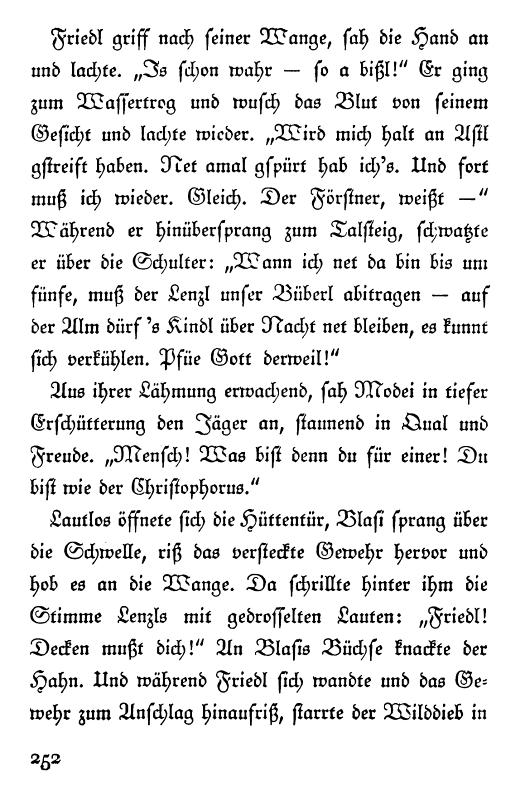 Friedl griff nach seiner Wange, sah die Hand an
und lachte. „Is schon wahr — so a bißl!“ Er ging
zum Wassertrog und wusch das Blut von seinem
Gesicht und lachte wieder. „Wird mich halt an Astl
gstreift haben. Net amal gspürt hab ich's. Und fort
muß ich wieder. Gleich. Der Förstner, weißt —“
Während er hinübersprang zum Talsteig, schwatzte
er über die Schulter: „Wann ich net da bin bis um
fünfe, muß der Lenzl unser Büberl abitragen — auf
der Alm dürf 's Kindl über Nacht net bleiben, es kunnt
sich verkühlen. Pfüe Gott derweil!“
Aus ihrer Lähmung erwachend, sah Modei in tiefer
Erschütterung den Jäger an, staunend in Qual und
Freude. „Mensch! Was bist denn du für einer! Du
bist wie der Christophorus.“
Lautlos öffnete sich die Hüttentür, Blasi sprang über
die Schwelle, riß das versteckte Gewehr hervor und
hob es an die Wange. Da schrillte hinter ihm die
Stimme Lenzls mit gedrosselten Lauten: „Friedl!
Decken mußt dich!“ An Blasis Büchse knackte der
Hahn. Und während Friedl sich wandte und das Ge-
wehr zum Anschlag hinaufriß, starrte der Wilddieb in
252